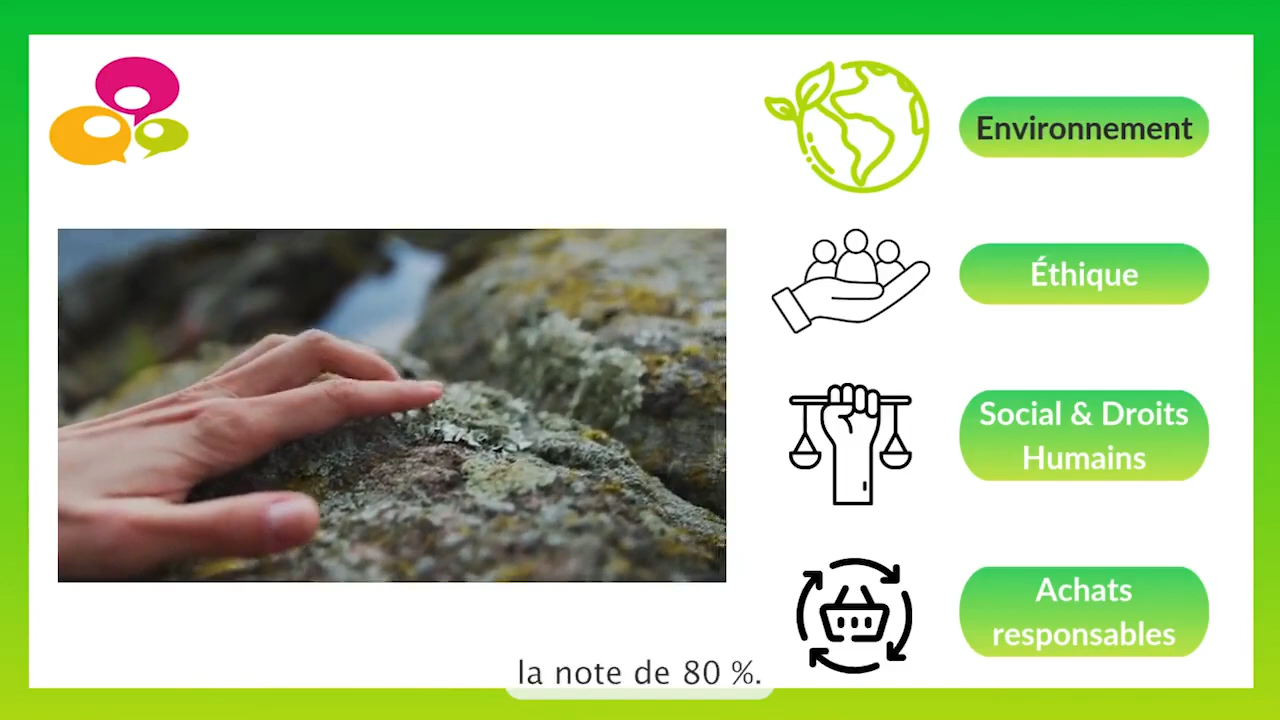 Environnement
Éthique
Social & Droits
Humains
Achats
responsables
la note de 80 %.